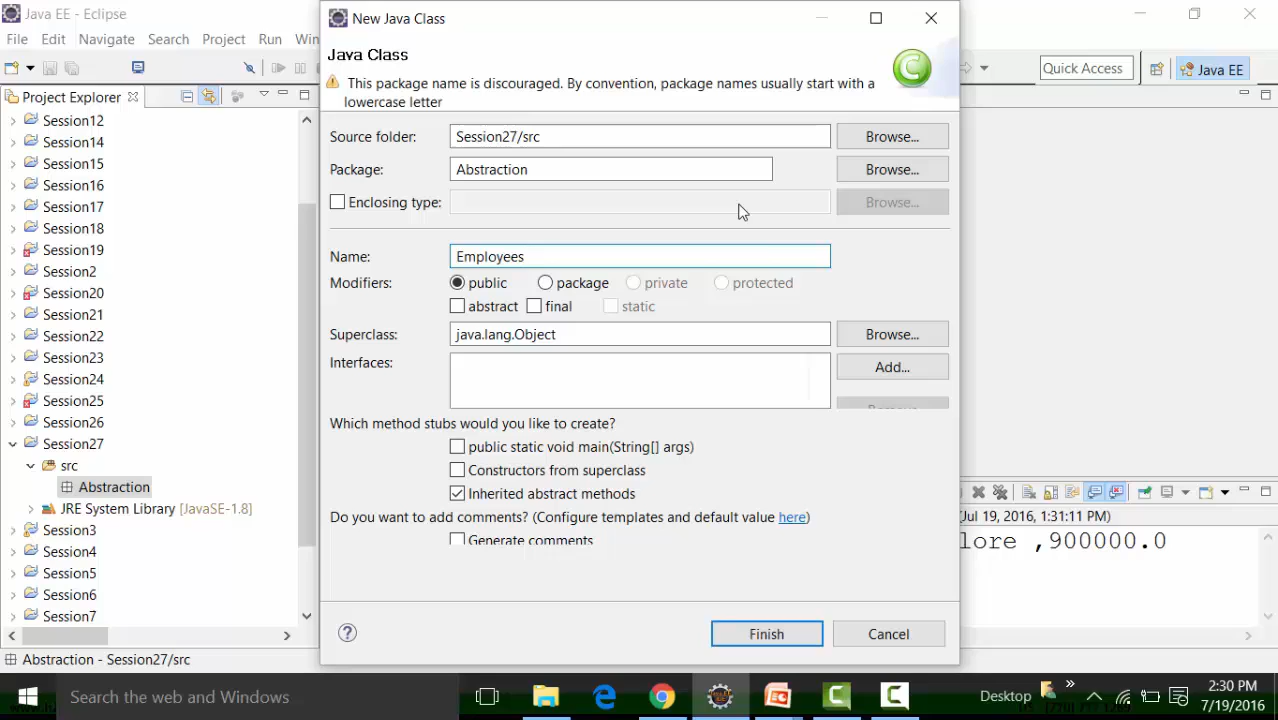 Java EE - Eclipse
File Edit Navigate Search Project Run Win
Quick Access
Java EE
Project Explorer
Session12
Session14
Session15
Session16
Session17
Session18
Session19
Session2
Session20
Session21
Session22
Session23
Session24
Session25
Session26
Session27
src
Abstraction
JRE System Library [JavaSE-1.8]
Session3
Session4
Session5
Session6
Session7
Abstraction - Session27/src
New Java Class
Java Class
This package name is discouraged. By convention, package names usually start with a
lowercase letter
Source folder: Session27/src Browse...
Package: Abstraction Browse...
Enclosing type: Browse...
Name: Employees
Modifiers: public package private protected
abstract final static
Superclass: java.lang.Object Browse...
Interfaces: Add...
Which method stubs would you like to create?
public static void main(String[] args)
Constructors from superclass
Inherited abstract methods
Do you want to add comments? (Configure templates and default value here)
Generate comments
Finish Cancel
(Jul 19, 2016, 1:31:11 PM)
lore ,900000.0
Search the web and Windows
Desktop
2:30 PM
7/19/2016